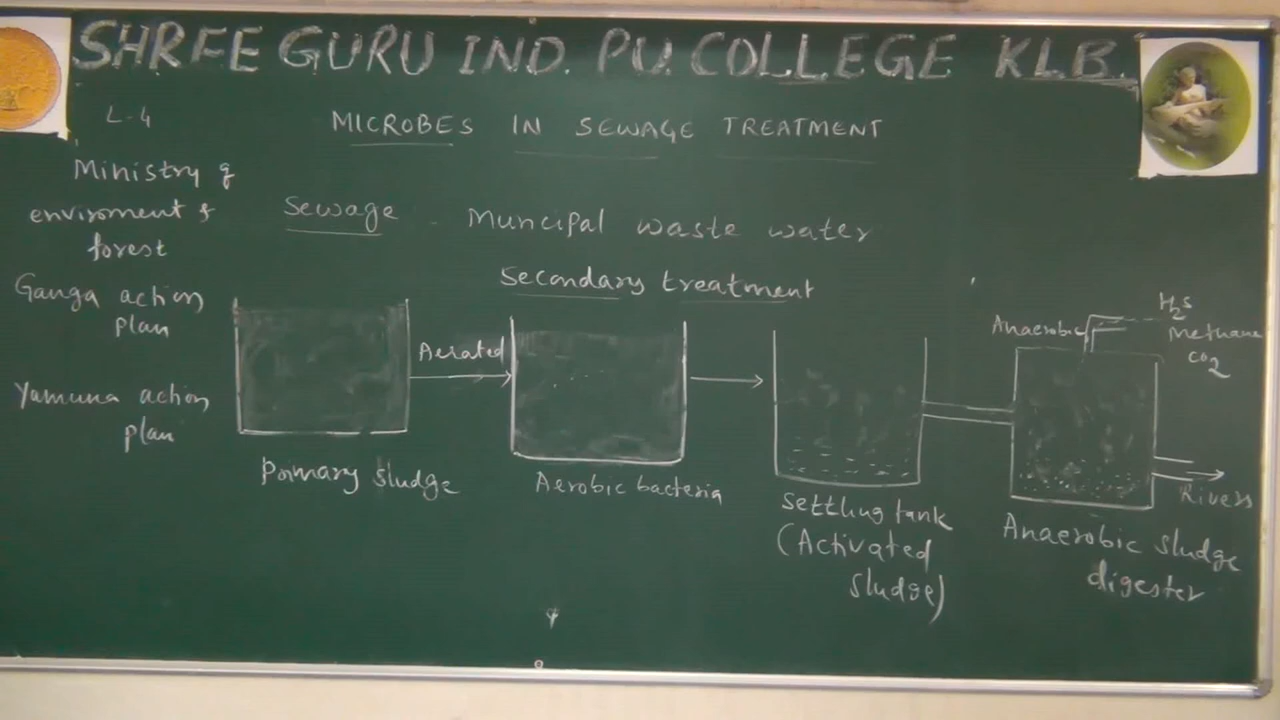 SHREE GURU IND. PU. COLLEGE KLB.
L-4
MICROBES IN SEWAGE TREATMENT
Ministry of
enviroment &
forest
Sewage - Muncipal waste water
Ganga action
plan
Yamuna action
plan
Secondary treatment
Aerated
Primary sludge
Aerobic bacteria
Settling tank
(Activated
sludge)
Anaerobic
H2S
Methane
CO2
Rivers
Anaerobic sludge
digester